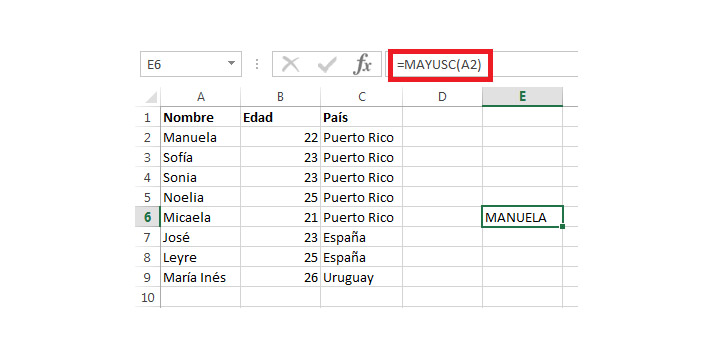 E6 fx =MAYUSC(A2)
A B C D E
1 Nombre Edad País
2 Manuela 22 Puerto Rico
3 Sofía 23 Puerto Rico
4 Sonia 23 Puerto Rico
5 Noelia 25 Puerto Rico
6 Micaela 21 Puerto Rico MANUELA
7 José 23 España
8 Leyre 25 España
9 María Inés 26 Uruguay
10